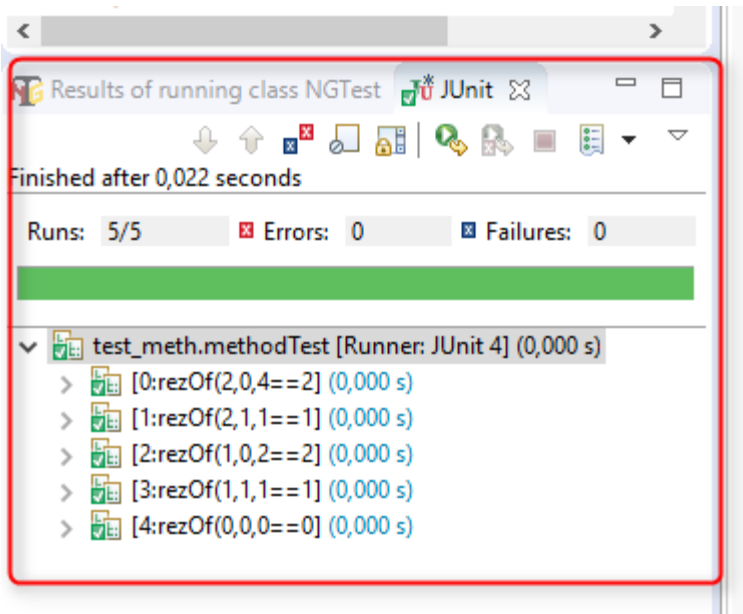 Results of running class NGTest JUnit
Finished after 0,022 seconds
Runs: 5/5 Errors: 0 Failures: 0
test_meth.methodTest [Runner: JUnit 4] (0,000 s)
[0:rezOf(2,0,4==2] (0,000 s)
[1:rezOf(2,1,1==1] (0,000 s)
[2:rezOf(1,0,2==2] (0,000 s)
[3:rezOf(1,1,1==1] (0,000 s)
[4:rezOf(0,0,0==0] (0,000 s)